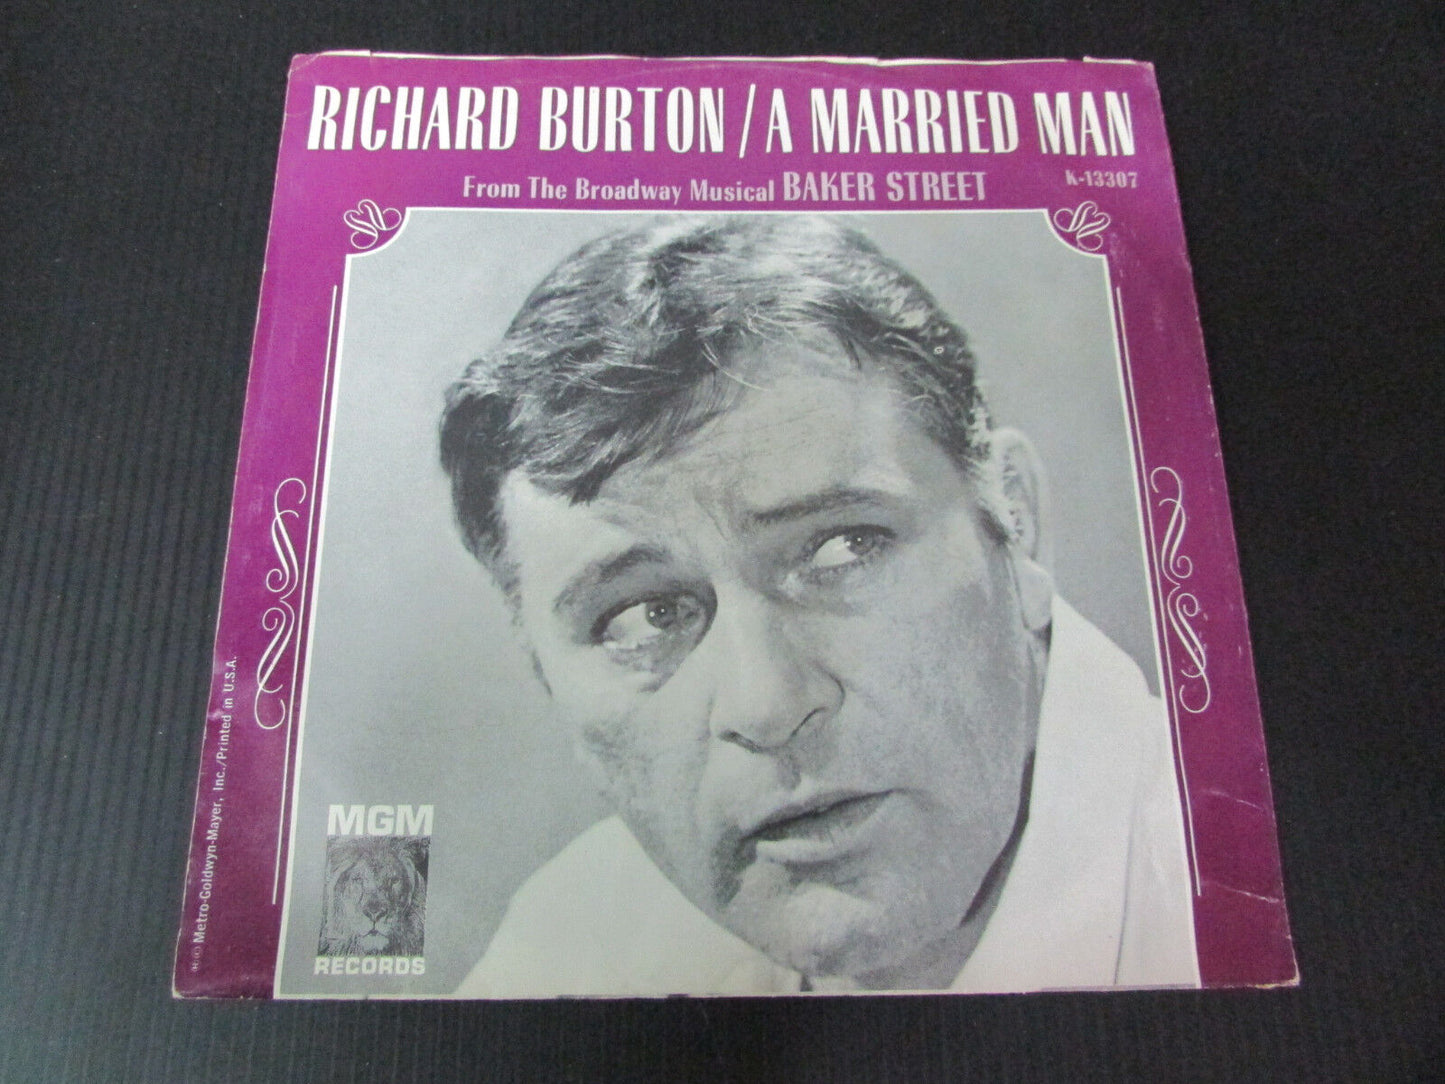 RICHARD BURTON / A MARRIED MAN
From The Broadway Musical BAKER STREET
K-13307
Metro-Goldwyn-Mayer, Inc./Printed in U.S.A.
MGM
RECORDS